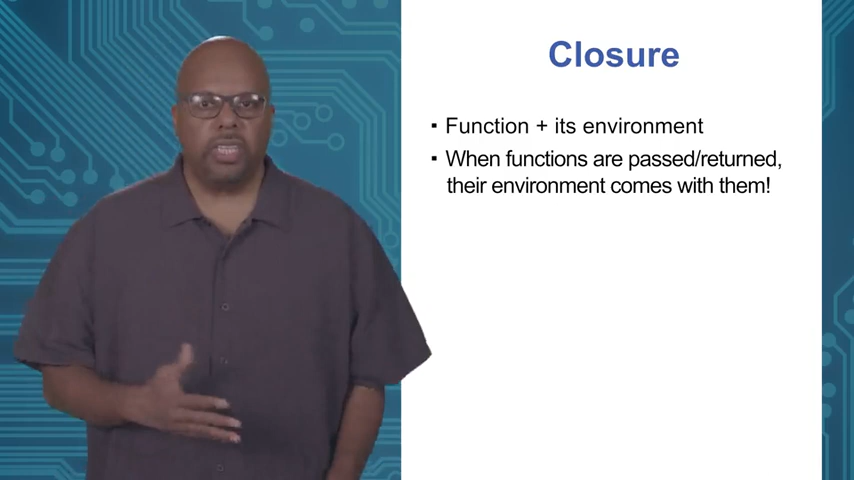 Closure
▪ Function + its environment
▪ When functions are passed/returned,
their environment comes with them!